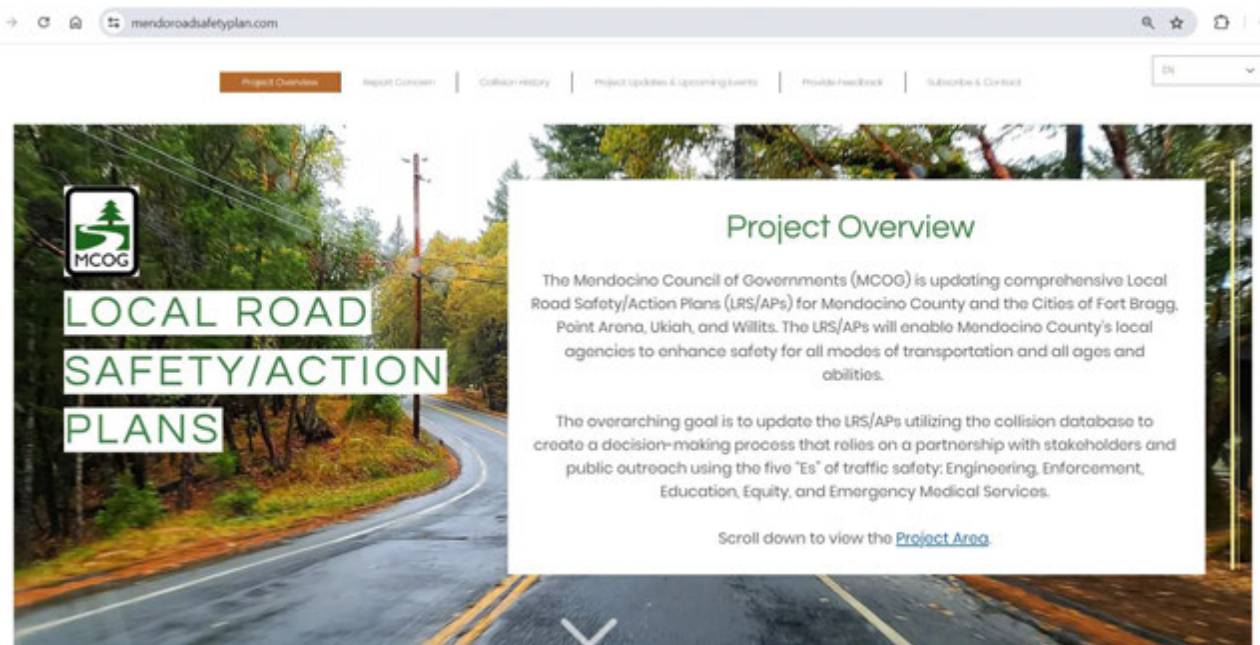 mendoroadsafetyplan.com
Project Overview
Report Concern
Collision History
Project Updates & Upcoming Events
Provide Feedback
Subscribe & Contact
EN
MCOG
LOCAL ROAD
SAFETY/ACTION
PLANS
Project Overview
The Mendocino Council of Governments (MCOG) is updating comprehensive Local
Road Safety/Action Plans (LRS/APs) for Mendocino County and the Cities of Fort Bragg,
Point Arena, Ukiah, and Willits. The LRS/APs will enable Mendocino County's local
agencies to enhance safety for all modes of transportation and all ages and
abilities.
The overarching goal is to update the LRS/APs utilizing the collision database to
create a decision-making process that relies on a partnership with stakeholders and
public outreach using the five "Es" of traffic safety: Engineering, Enforcement,
Education, Equity, and Emergency Medical Services.
Scroll down to view the Project Area.